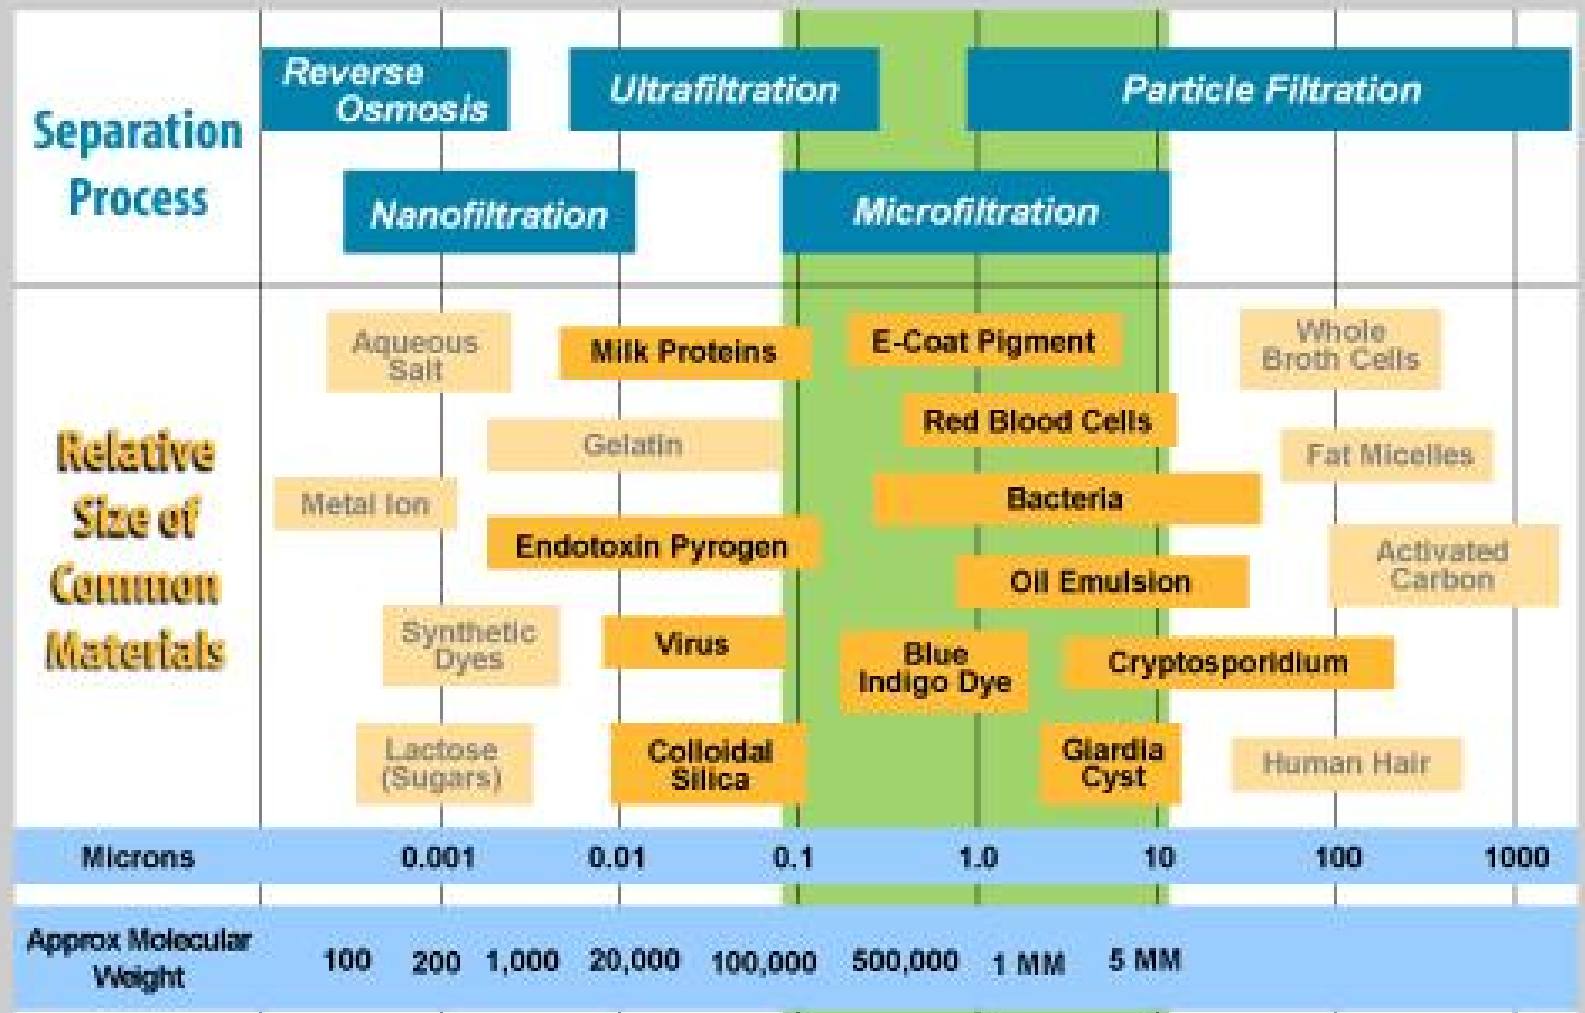 Reverse
Osmosis
Ultrafiltration
Particle Filtration
Separation
Process
Nanofiltration
Microfiltration
Aqueous
Salt
Milk Proteins
E-Coat Pigment
Whole
Broth Cells
Red Blood Cells
Gelatin
Fat Micelles
Relative
Size of
Common
Materials
Metal Ion
Bacteria
Endotoxin Pyrogen
Oil Emulsion
Activated
Carbon
Synthetic
Dyes
Virus
Blue
Indigo Dye
Cryptosporidium
Lactose
(Sugars)
Colloidal
Silica
Giardia
Cyst
Human Hair
Microns 0.001 0.01 0.1 1.0 10 100 1000
Approx Molecular
Weight
100 200 1,000 20,000 100,000 500,000 1 MM 5 MM